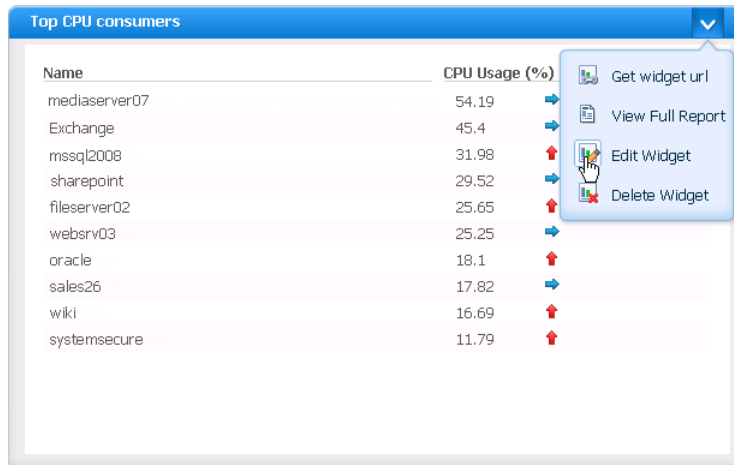 Top CPU consumers
Name CPU Usage (%)
mediaserver07 54.19
Exchange 45.4
mssql2008 31.98
sharepoint 29.52
fileserver02 25.65
websrv03 25.25
oracle 18.1
sales26 17.82
wiki 16.69
systemsecure 11.79
Get widget url
View Full Report
Edit Widget
Delete Widget